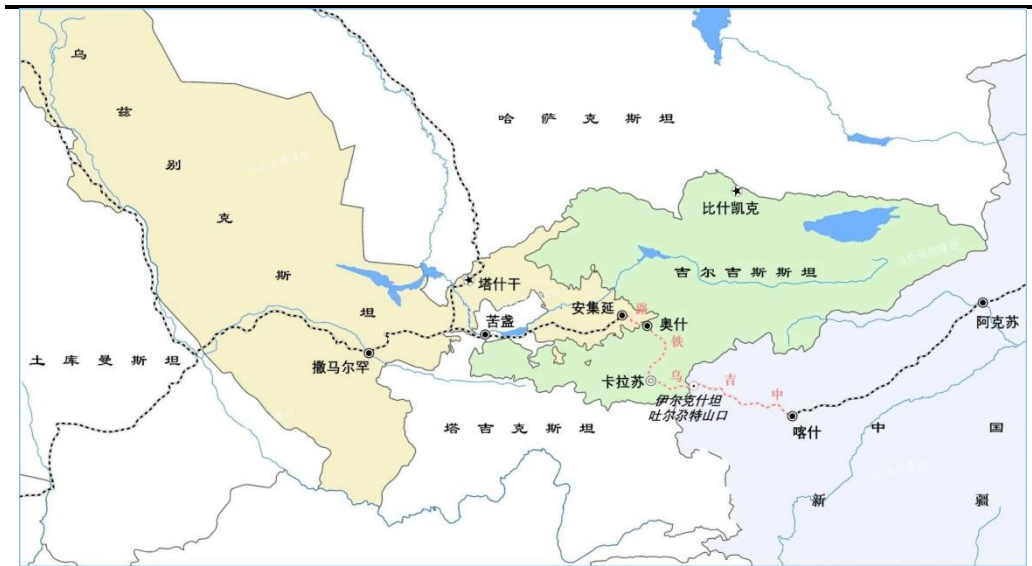 乌兹别克斯坦
哈萨克斯坦
比什凯克
吉尔吉斯斯坦
塔什干
安集延
奥什
苦盏
阿克苏
撒马尔罕
土库曼斯坦
卡拉苏
伊尔克什坦
吐尔尕特山口
中吉乌铁路
喀什
塔吉克斯坦
中国
新疆